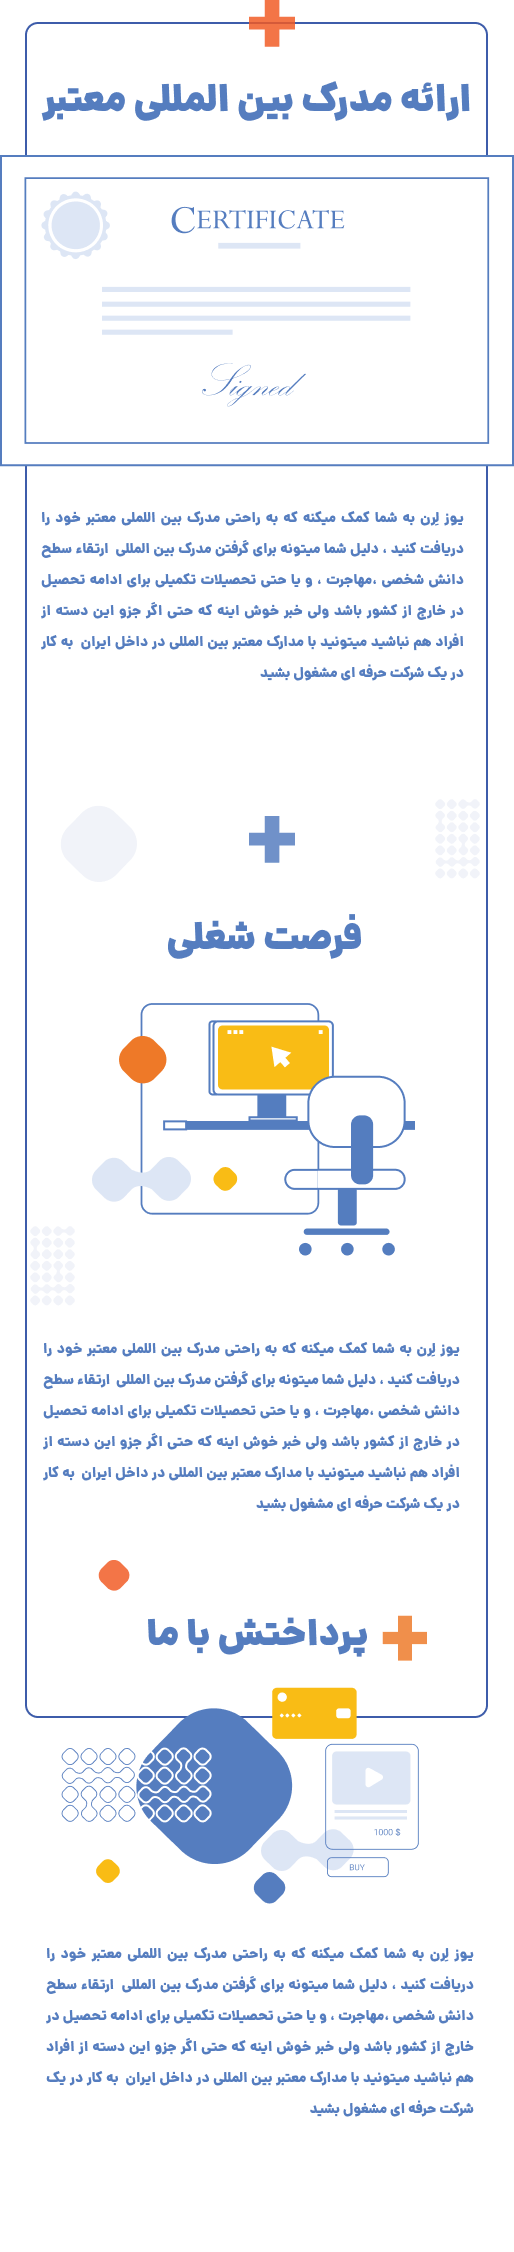 ارائه مدرک بین المللی معتبر
CERTIFICATE
Signed
یوز لرن به شما کمک میکنه که به راحتی مدرک بین اللملی معتبر خود را
دریافت کنید ، دلیل شما میتونه برای گرفتن مدرک بین المللی ارتقاء سطح
دانش شخصی ،مهاجرت ، و یا حتی تحصیلات تکمیلی برای ادامه تحصیل
در خارج از کشور باشد ولی خبر خوش اینه که حتی اگر جزو این دسته از
افراد هم نباشید میتونید با مدارک معتبر بین المللی در داخل ایران به کار
در یک شرکت حرفه ای مشغول بشید
فرصت شغلی
یوز لرن به شما کمک میکنه که به راحتی مدرک بین اللملی معتبر خود را
دریافت کنید ، دلیل شما میتونه برای گرفتن مدرک بین المللی ارتقاء سطح
دانش شخصی ،مهاجرت ، و یا حتی تحصیلات تکمیلی برای ادامه تحصیل
در خارج از کشور باشد ولی خبر خوش اینه که حتی اگر جزو این دسته از
افراد هم نباشید میتونید با مدارک معتبر بین المللی در داخل ایران به کار
در یک شرکت حرفه ای مشغول بشید
پرداختش با ما
1000 $
BUY
یوز لرن به شما کمک میکنه که به راحتی مدرک بین اللملی معتبر خود را
دریافت کنید ، دلیل شما میتونه برای گرفتن مدرک بین المللی ارتقاء سطح
دانش شخصی ،مهاجرت ، و یا حتی تحصیلات تکمیلی برای ادامه تحصیل در
خارج از کشور باشد ولی خبر خوش اینه که حتی اگر جزو این دسته از افراد
هم نباشید میتونید با مدارک معتبر بین المللی در داخل ایران به کار در یک
شرکت حرفه ای مشغول بشید